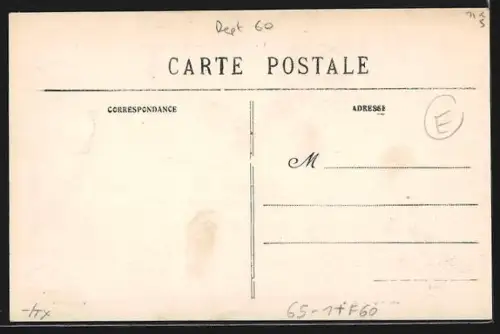 Dept 60
CARTE POSTALE
CORRESPONDANCE
ADRESSE
E
M
65-1+F60